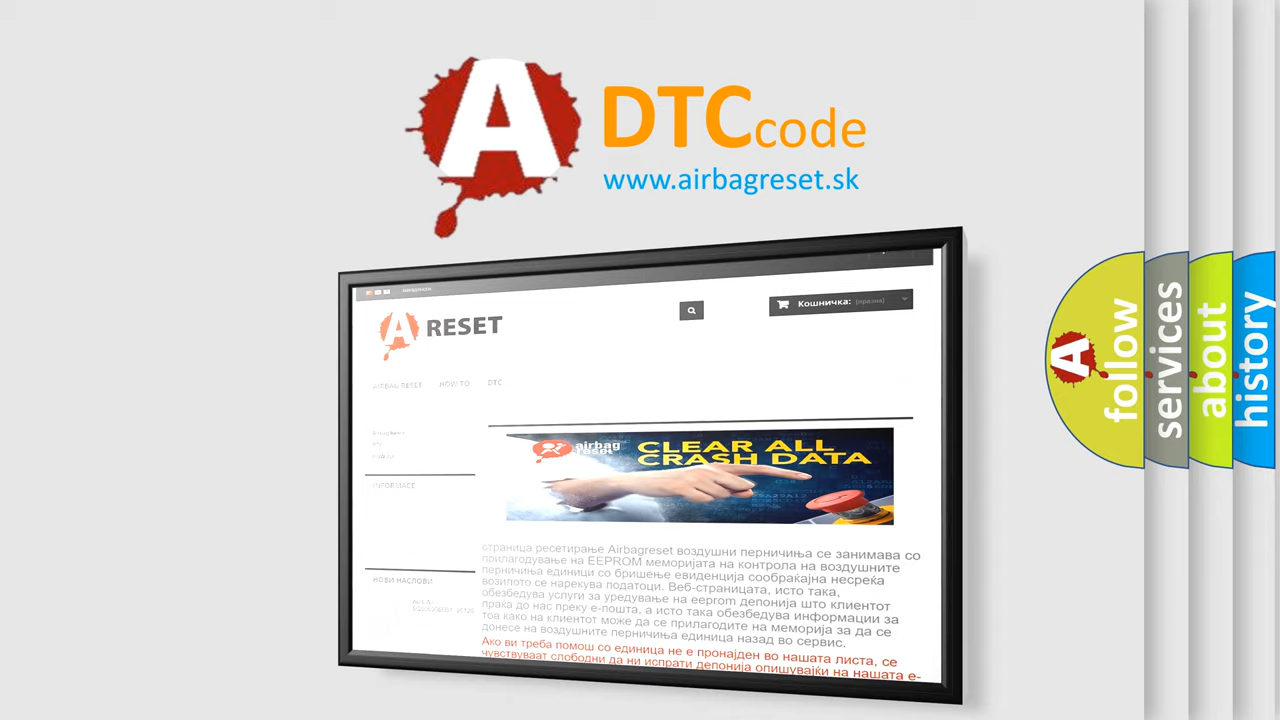 A
DTCcode
www.airbagreset.sk
Кошничка: (празна)
A RESET
AIRBAG RESET HOW TO DTC
INFORMACE
airbag
reset
CLEAR ALL
CRASH DATA
страница ресетирање Airbagreset воздушни перничиња се занимава со
прилагодување на EEPROM меморијата на контрола на воздушните
перничиња единици со бришење евиденција сообраќајна несреќа
возилото се нарекува податоци. Веб-страницата, исто така,
обезбедува услуги за уредување на eeprom депонија што клиентот
праќа до нас преку е-пошта, а исто така обезбедува информации за
тоа како на клиентот може да се прилагодите на меморија за да се
донесе на воздушните перничиња единица назад во сервис.
Ако ви треба помош со единица не е пронајден во нашата листа, се
чувствуваат слободни да ни испрати депонија опишувајќи на нашата е-
НОВИ НАСЛОВИ
A
follow
services
about
history